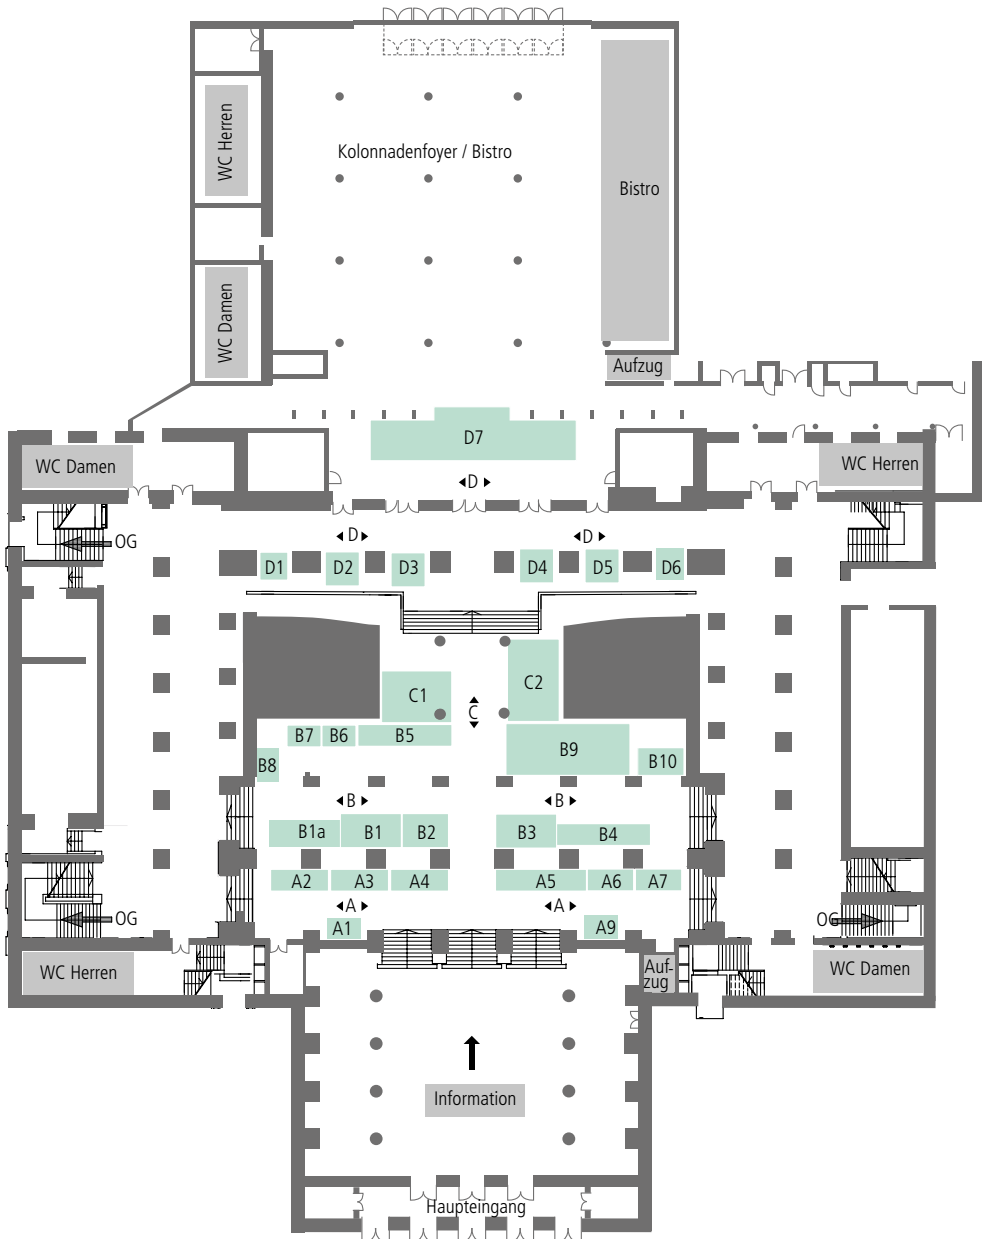 WC Herren
Kolonnadenfoyer / Bistro
Bistro
WC Damen
Aufzug
D7
WC Damen
WC Herren
D
OG
D
D
D1
D2
D3
D4
D5
D6
C1
C2
C
B7
B6
B5
B8
B9
B10
B
B
B1a
B1
B2
B3
B4
A2
A3
A4
A5
A6
A7
A
A
OG
A1
A9
OG
WC Herren
Auf-
zug
WC Damen
Information
Haupteingang